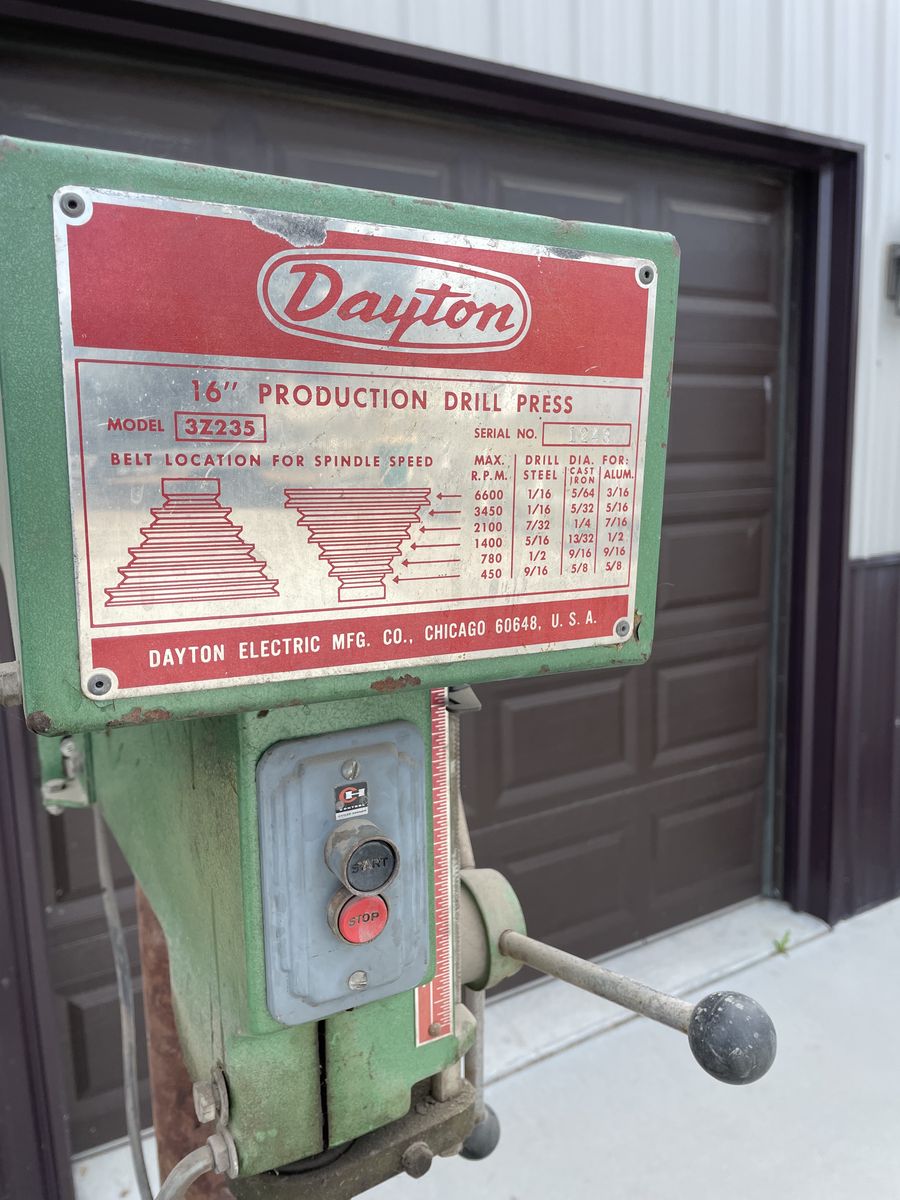 Dayton
16" PRODUCTION DRILL PRESS
MODEL 3Z235
SERIAL NO.
BELT LOCATION FOR SPINDLE SPEED
MAX. R.P.M. DRILL STEEL DIA. CAST IRON FOR: ALUM.
6600 1/16 5/64 3/16
3450 1/16 5/32 5/16
2100 7/32 1/4 7/16
1400 5/16 13/32 1/2
780 1/2 9/16 9/16
450 9/16 5/8 5/8
DAYTON ELECTRIC MFG. CO., CHICAGO 60648, U. S. A.
CH
START
STOP